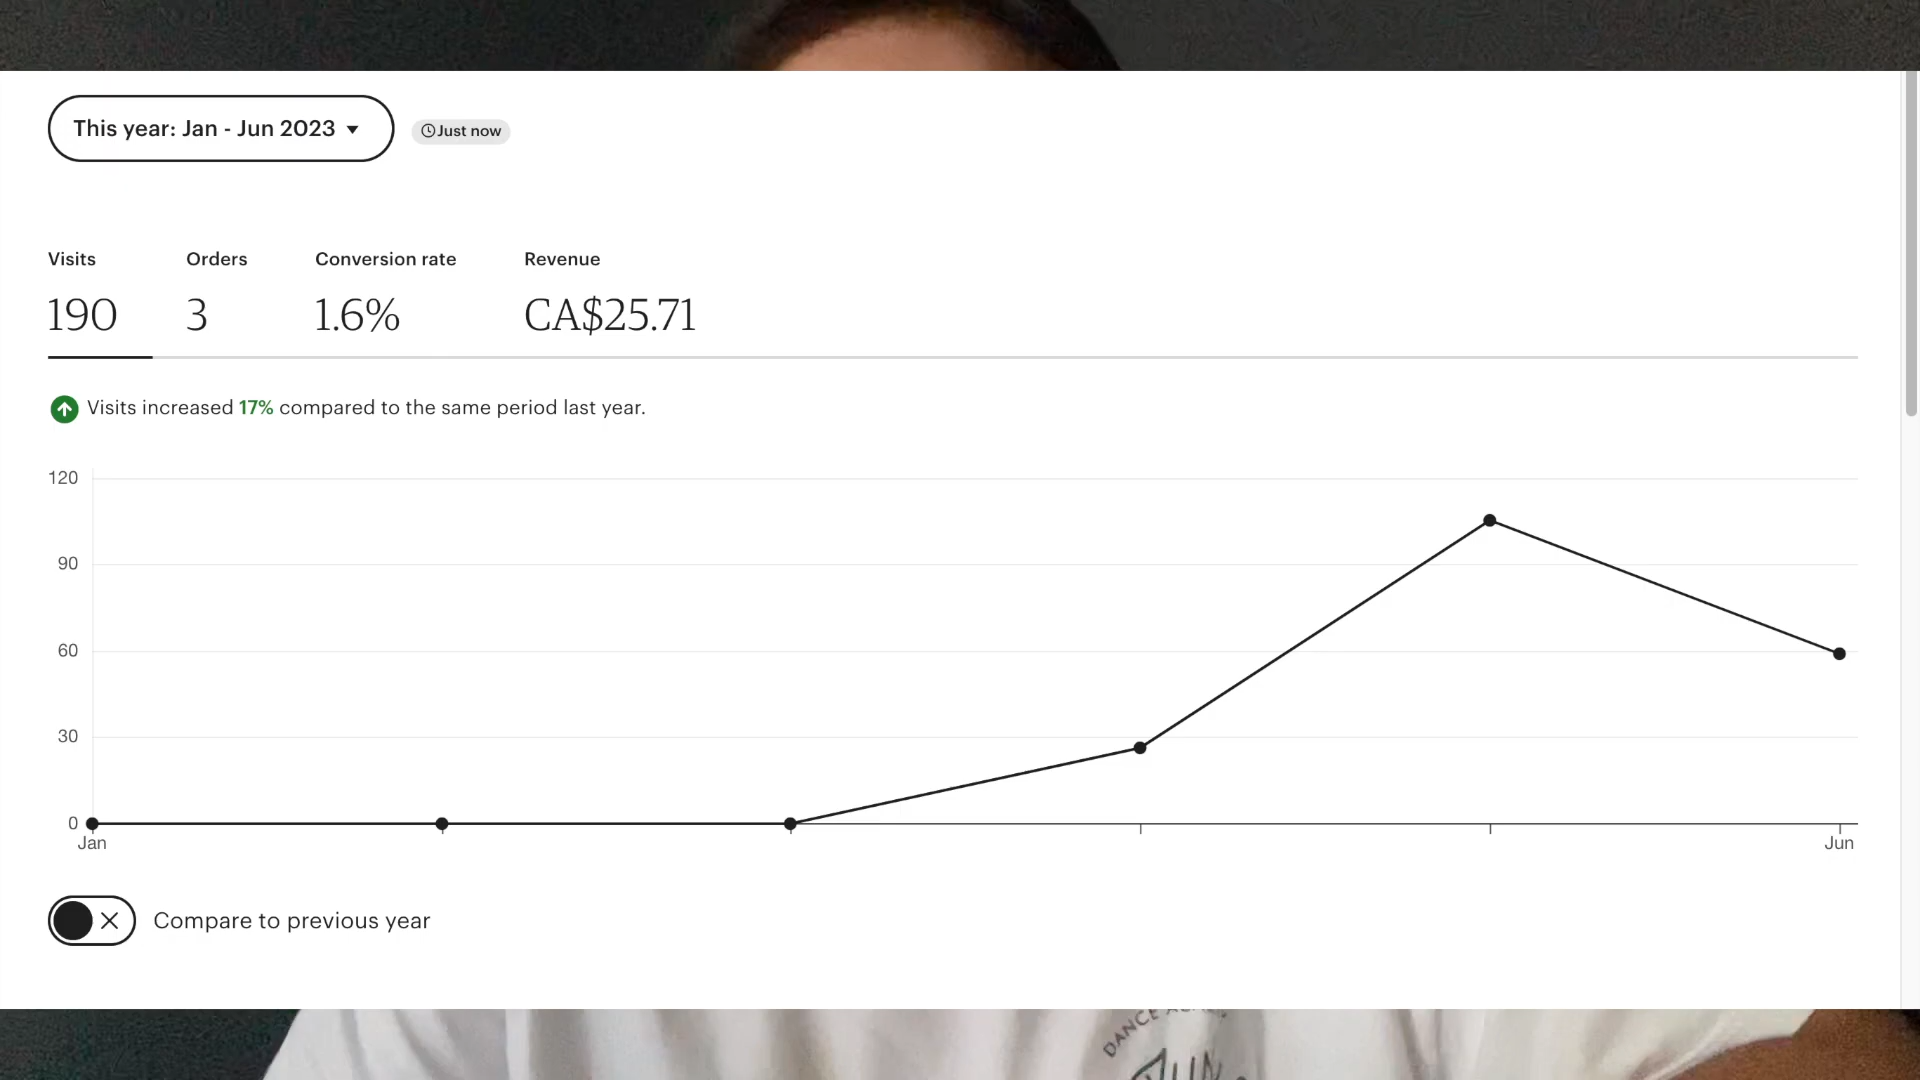 This year: Jan - Jun 2023
Just now
Visits Orders Conversion rate Revenue
190 3 1.6% CA$25.71
Visits increased 17% compared to the same period last year.
120
90
60
30
0
Jan Jun
Compare to previous year
DANCE